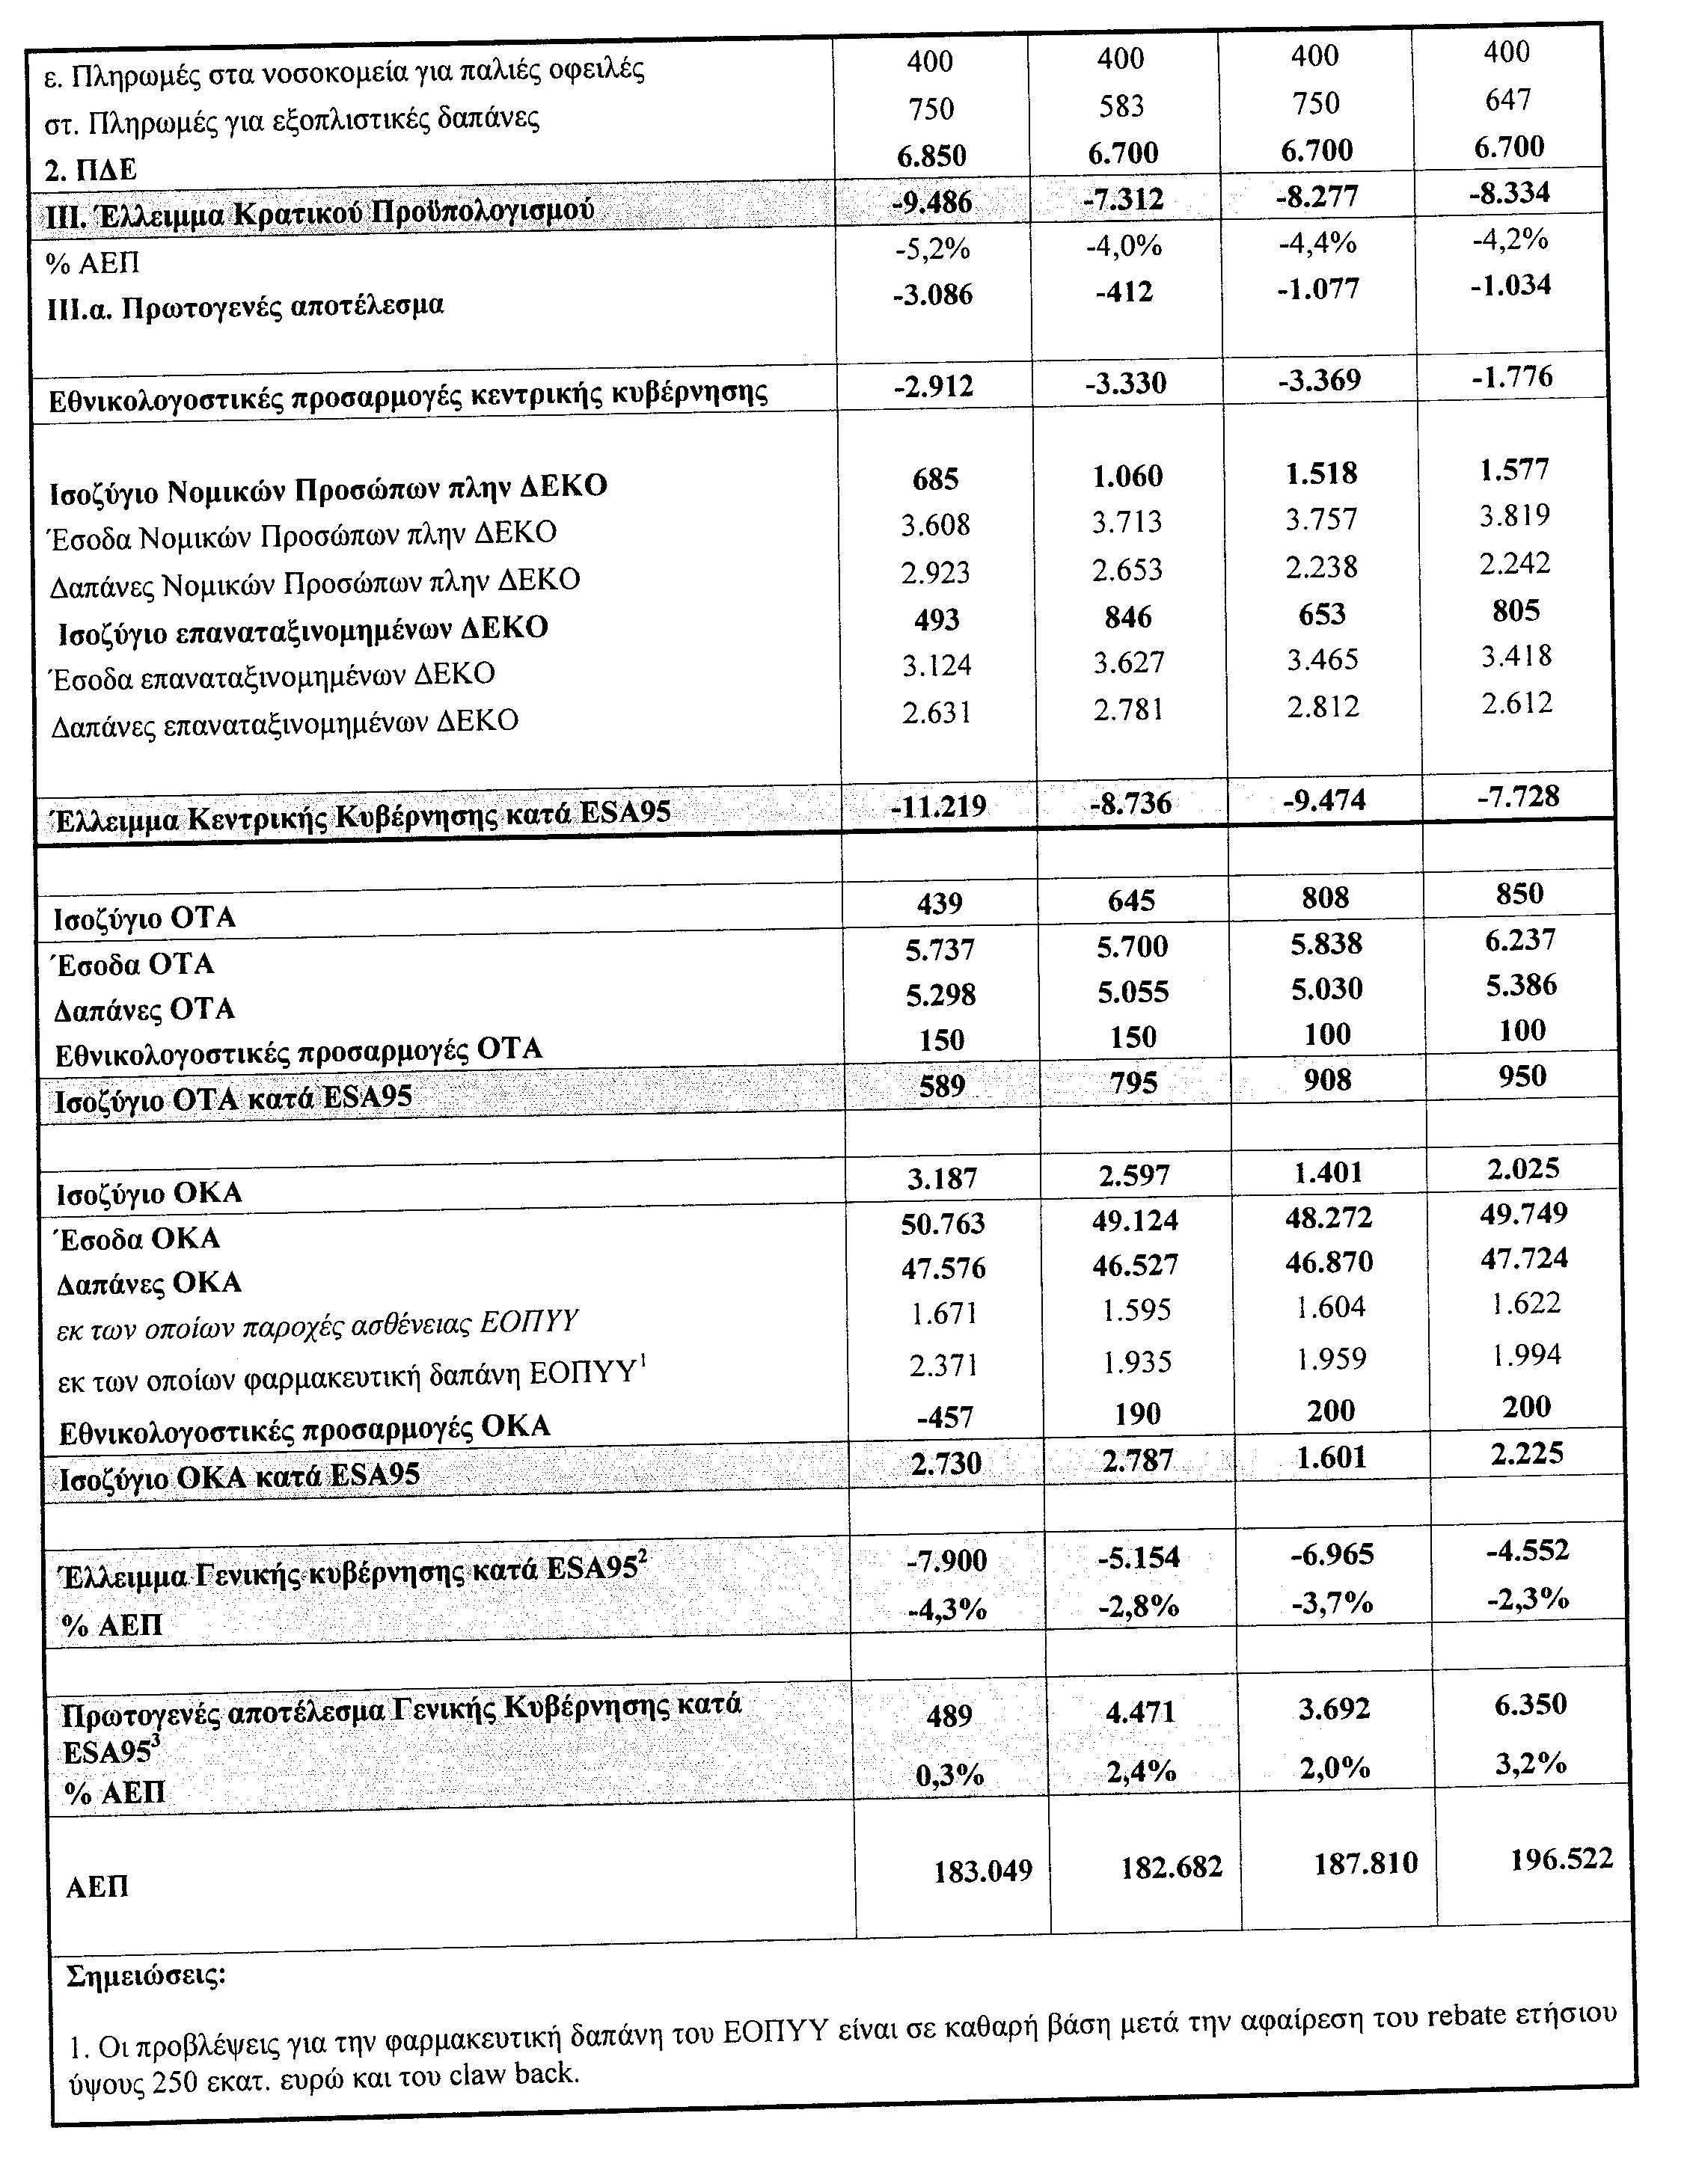 ε. Πληρωμές στα νοσοκομεία για παλιές οφειλές 400 400 400 400
στ. Πληρωμές για εξοπλιστικές δαπάνες 750 583 750 647
2. ΠΔΕ 6.850 6.700 6.700 6.700
ΙΙΙ. Έλλειμμα Κρατικού Προϋπολογισμού -9.486 -7.312 -8.277 -8.334
% ΑΕΠ -5,2% -4,0% -4,4% -4,2%
ΙΙΙ.α. Πρωτογενές αποτέλεσμα -3.086 -412 -1.077 -1.034
Εθνικολογοστικές προσαρμογές κεντρικής κυβέρνησης -2.912 -3.330 -3.369 -1.776
Ισοζύγιο Νομικών Προσώπων πλην ΔΕΚΟ 685 1.060 1.518 1.577
Έσοδα Νομικών Προσώπων πλην ΔΕΚΟ 3.608 3.713 3.757 3.819
Δαπάνες Νομικών Προσώπων πλην ΔΕΚΟ 2.923 2.653 2.238 2.242
Ισοζύγιο επαναταξινομημένων ΔΕΚΟ 493 846 653 805
Έσοδα επαναταξινομημένων ΔΕΚΟ 3.124 3.627 3.465 3.418
Δαπάνες επαναταξινομημένων ΔΕΚΟ 2.631 2.781 2.812 2.612
Έλλειμμα Κεντρικής Κυβέρνησης κατά ESA95 -11.219 -8.736 -9.474 -7.728
Ισοζύγιο ΟΤΑ 439 645 808 850
Έσοδα ΟΤΑ 5.737 5.700 5.838 6.237
Δαπάνες ΟΤΑ 5.298 5.055 5.030 5.386
Εθνικολογοστικές προσαρμογές ΟΤΑ 150 150 100 100
Ισοζύγιο ΟΤΑ κατά ESA95 589 795 908 950
Ισοζύγιο ΟΚΑ 3.187 2.597 1.401 2.025
Έσοδα ΟΚΑ 50.763 49.124 48.272 49.749
Δαπάνες ΟΚΑ 47.576 46.527 46.870 47.724
εκ των οποίων παροχές ασθένειας ΕΟΠΥΥ 1.671 1.595 1.604 1.622
εκ των οποίων φαρμακευτική δαπάνη ΕΟΠΥΥ¹ 2.371 1.935 1.959 1.994
Εθνικολογοστικές προσαρμογές ΟΚΑ -457 190 200 200
Ισοζύγιο ΟΚΑ κατά ESA95 2.730 2.787 1.601 2.225
Έλλειμμα Γενικής κυβέρνησης κατά ESA95² -7.900 -5.154 -6.965 -4.552
% ΑΕΠ -4,3% -2,8% -3,7% -2,3%
Πρωτογενές αποτέλεσμα Γενικής Κυβέρνησης κατά
ESA95³ 489 4.471 3.692 6.350
% ΑΕΠ 0,3% 2,4% 2,0% 3,2%
ΑΕΠ 183.049 182.682 187.810 196.522
Σημειώσεις:
1. Οι προβλέψεις για την φαρμακευτική δαπάνη του ΕΟΠΥΥ είναι σε καθαρή βάση μετά την αφαίρεση του rebate ετήσιου
ύψους 250 εκατ. ευρώ και του claw back.